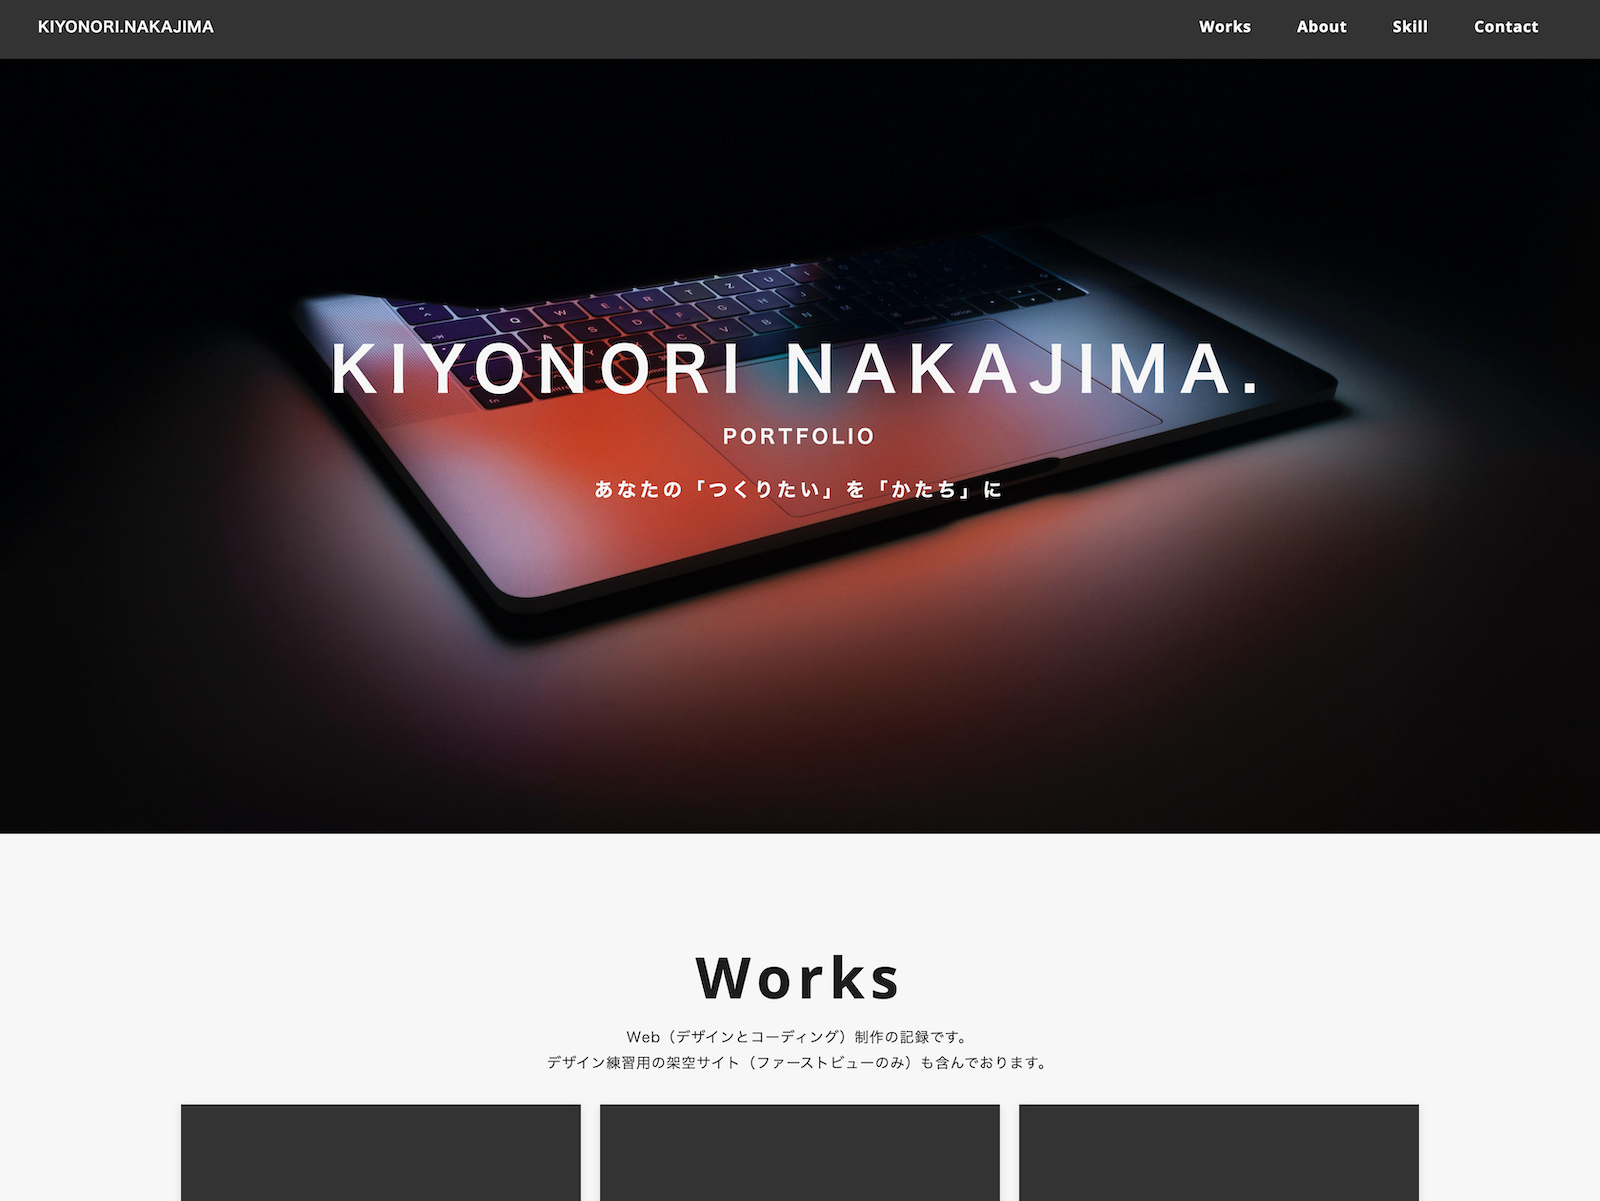 KIYONORI.NAKAJIMA
Works About Skill Contact
KIYONORI NAKAJIMA.
PORTFOLIO
あなたの「つくりたい」を「かたち」に
Works
Web（デザインとコーディング）制作の記録です。
デザイン練習用の架空サイト（ファーストビューのみ）も含んでおります。